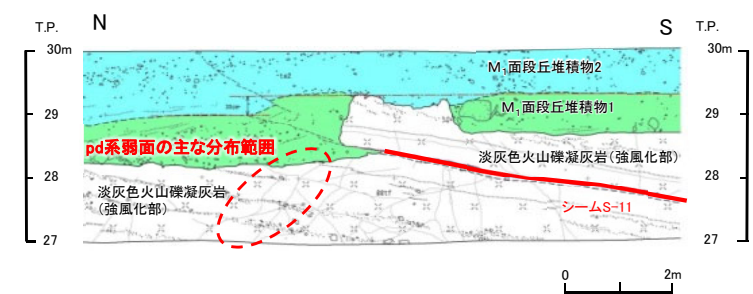 T.P. N S T.P.
30m 30m
M₁面段丘堆積物2
29 M₁面段丘堆積物1 29
pd系弱面の主な分布範囲
淡灰色火山礫凝灰岩(強風化部)
28 28
淡灰色火山礫凝灰岩
(強風化部)
シームS-11
27 27
0 2m